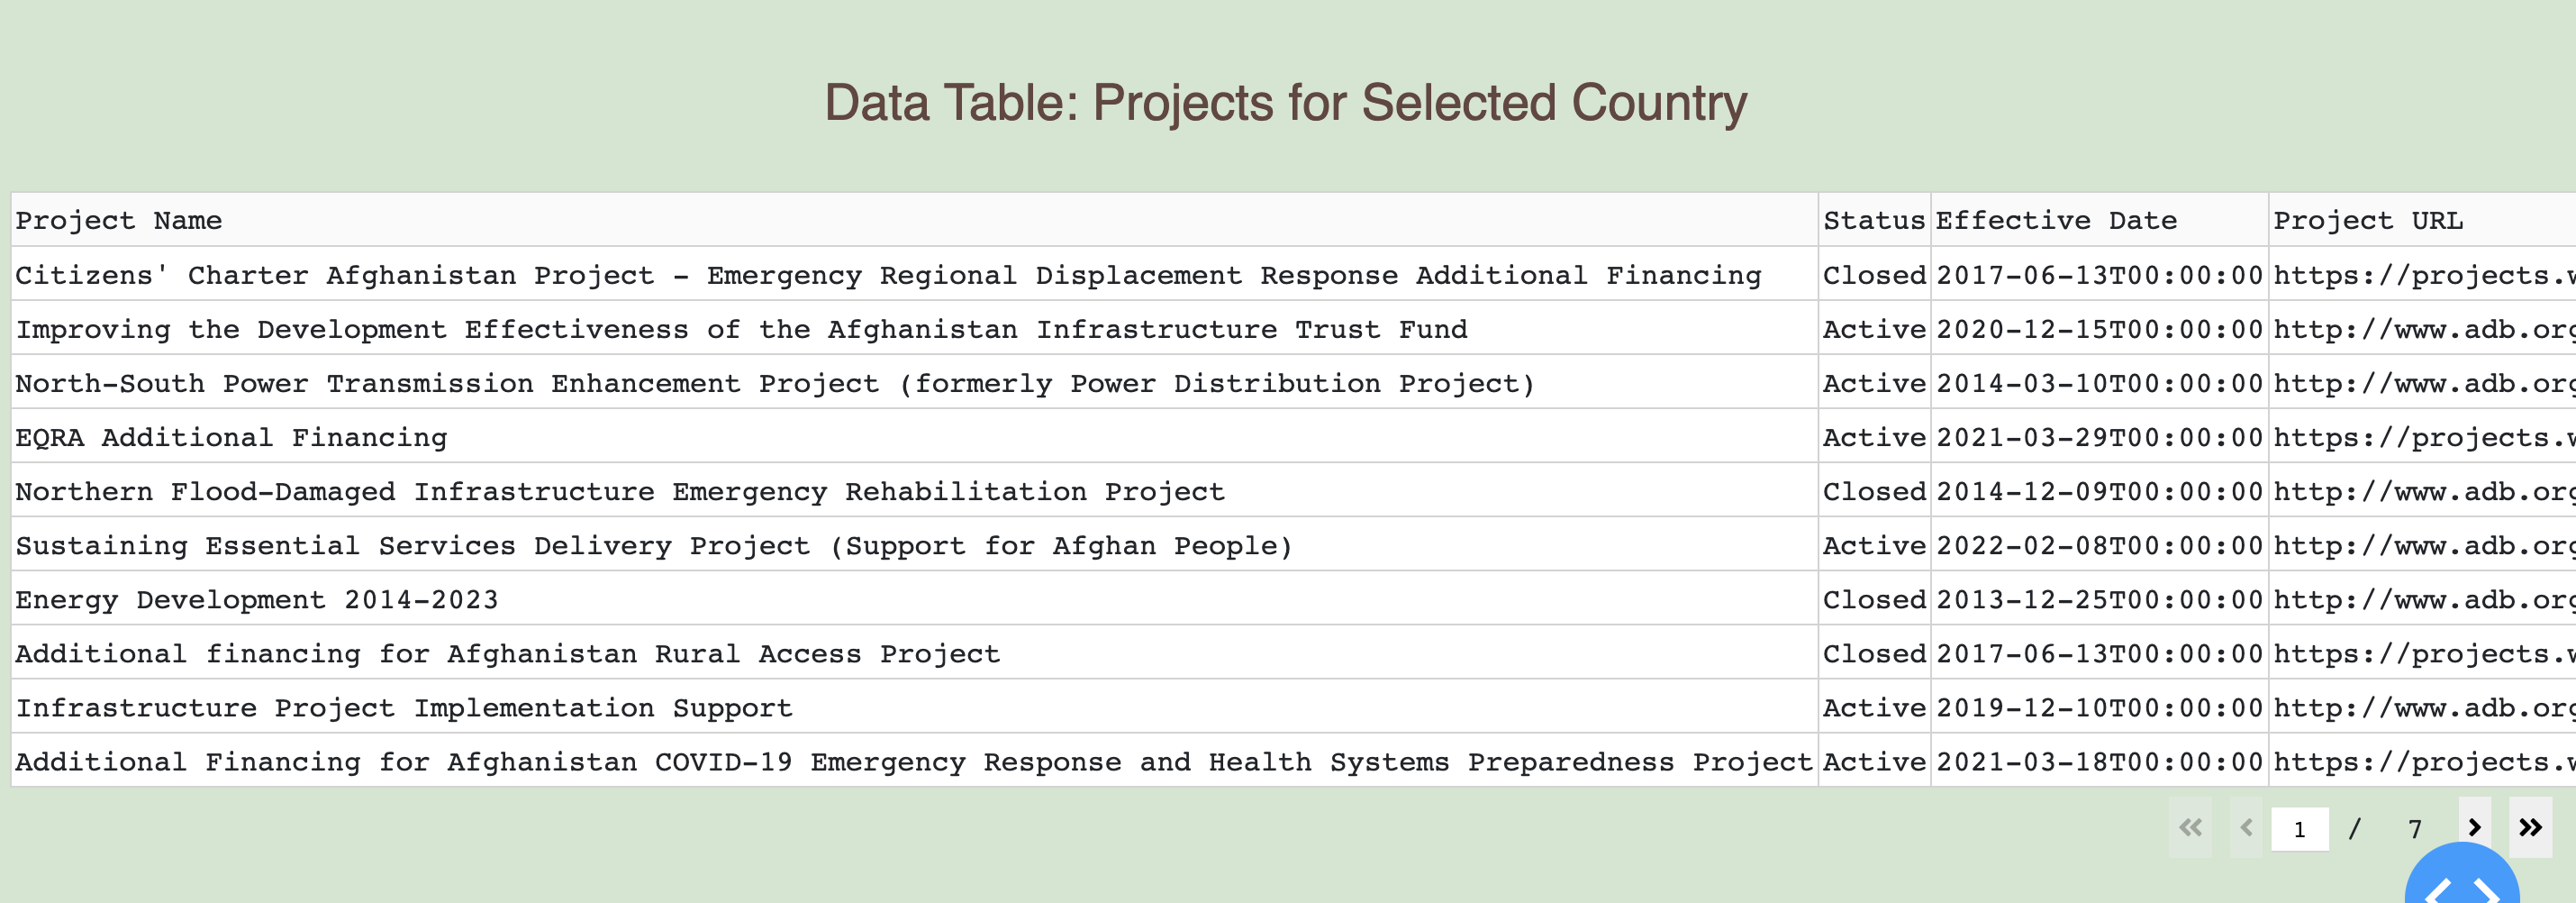 Data Table: Projects for Selected Country
Project Name Status Effective Date Project URL
Citizens' Charter Afghanistan Project - Emergency Regional Displacement Response Additional Financing Closed 2017-06-13T00:00:00 https://projects.w
Improving the Development Effectiveness of the Afghanistan Infrastructure Trust Fund Active 2020-12-15T00:00:00 http://www.adb.org
North-South Power Transmission Enhancement Project (formerly Power Distribution Project) Active 2014-03-10T00:00:00 http://www.adb.org
EQRA Additional Financing Active 2021-03-29T00:00:00 https://projects.w
Northern Flood-Damaged Infrastructure Emergency Rehabilitation Project Closed 2014-12-09T00:00:00 http://www.adb.org
Sustaining Essential Services Delivery Project (Support for Afghan People) Active 2022-02-08T00:00:00 http://www.adb.org
Energy Development 2014-2023 Closed 2013-12-25T00:00:00 http://www.adb.org
Additional financing for Afghanistan Rural Access Project Closed 2017-06-13T00:00:00 https://projects.w
Infrastructure Project Implementation Support Active 2019-12-10T00:00:00 http://www.adb.org
Additional Financing for Afghanistan COVID-19 Emergency Response and Health Systems Preparedness Project Active 2021-03-18T00:00:00 https://projects.w
1 / 7